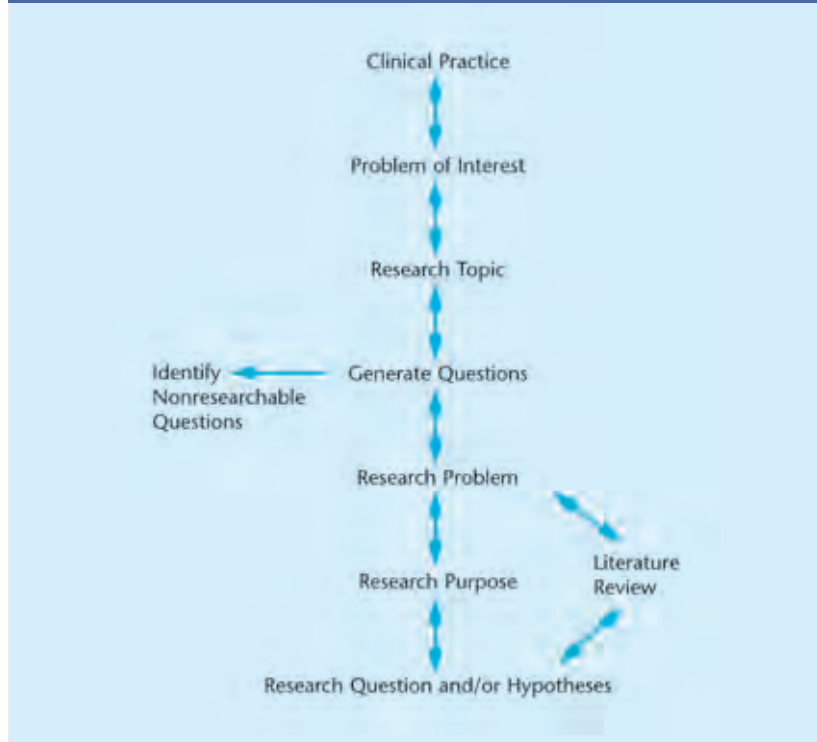 Clinical Practice
Problem of Interest
Research Topic
Generate Questions
Identify
Nonresearchable
Questions
Research Problem
Literature
Review
Research Purpose
Research Question and/or Hypotheses